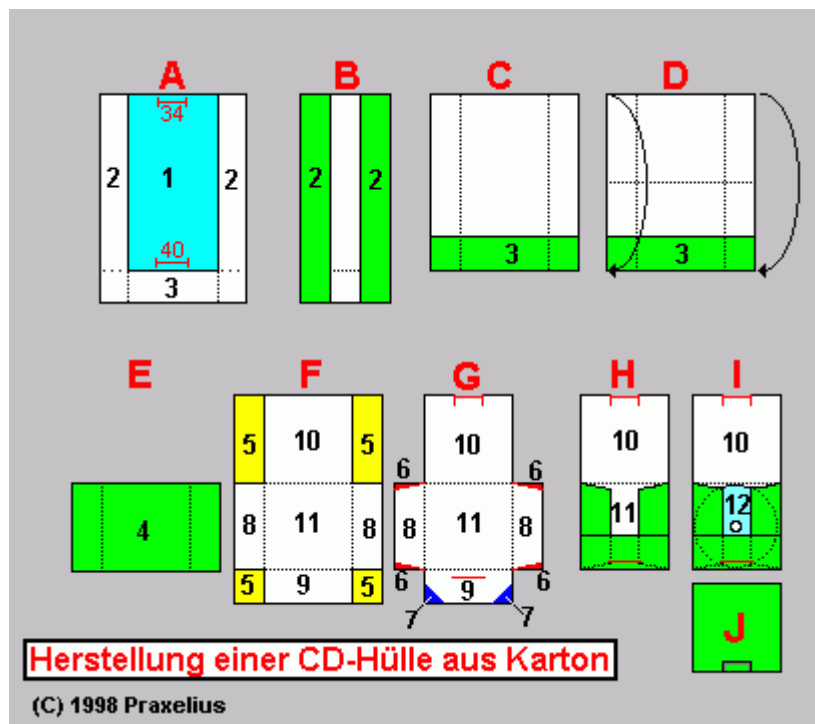 A B C D
34
2 1 2 2 2
40
3 3 3
E F G H I
5 10 5 10 10 10
6 6
4 8 11 8 8 11 8 11 12
5 9 5 6 9 6
7 7
J
Herstellung einer CD-Hülle aus Karton
(C) 1998 Praxelius